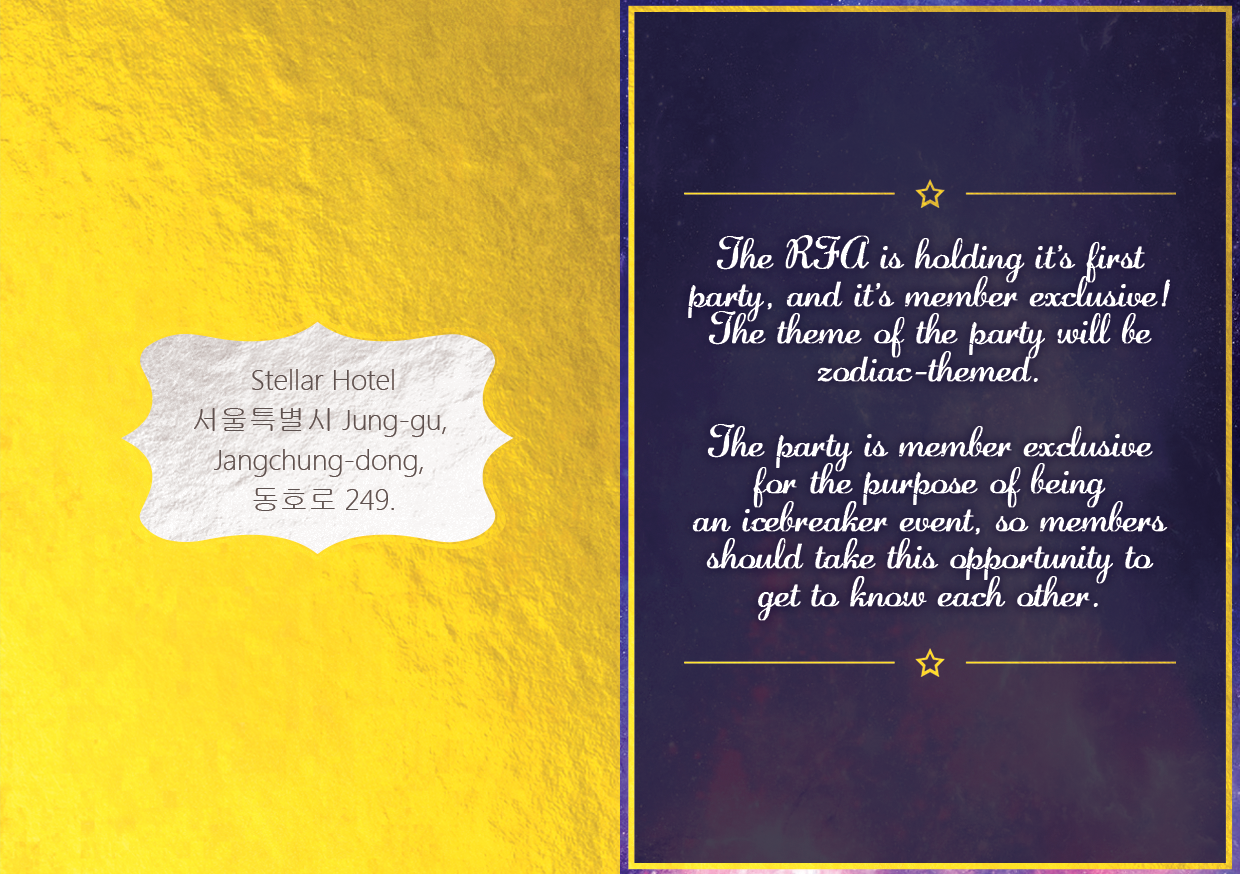 Stellar Hotel
서울특별시 Jung-gu,
Jangchung-dong,
동호로 249.
The RFA is holding it's first
party, and it's member exclusive!
The theme of the party will be
zodiac-themed.
The party is member exclusive
for the purpose of being
an icebreaker event, so members
should take this opportunity to
get to know each other.